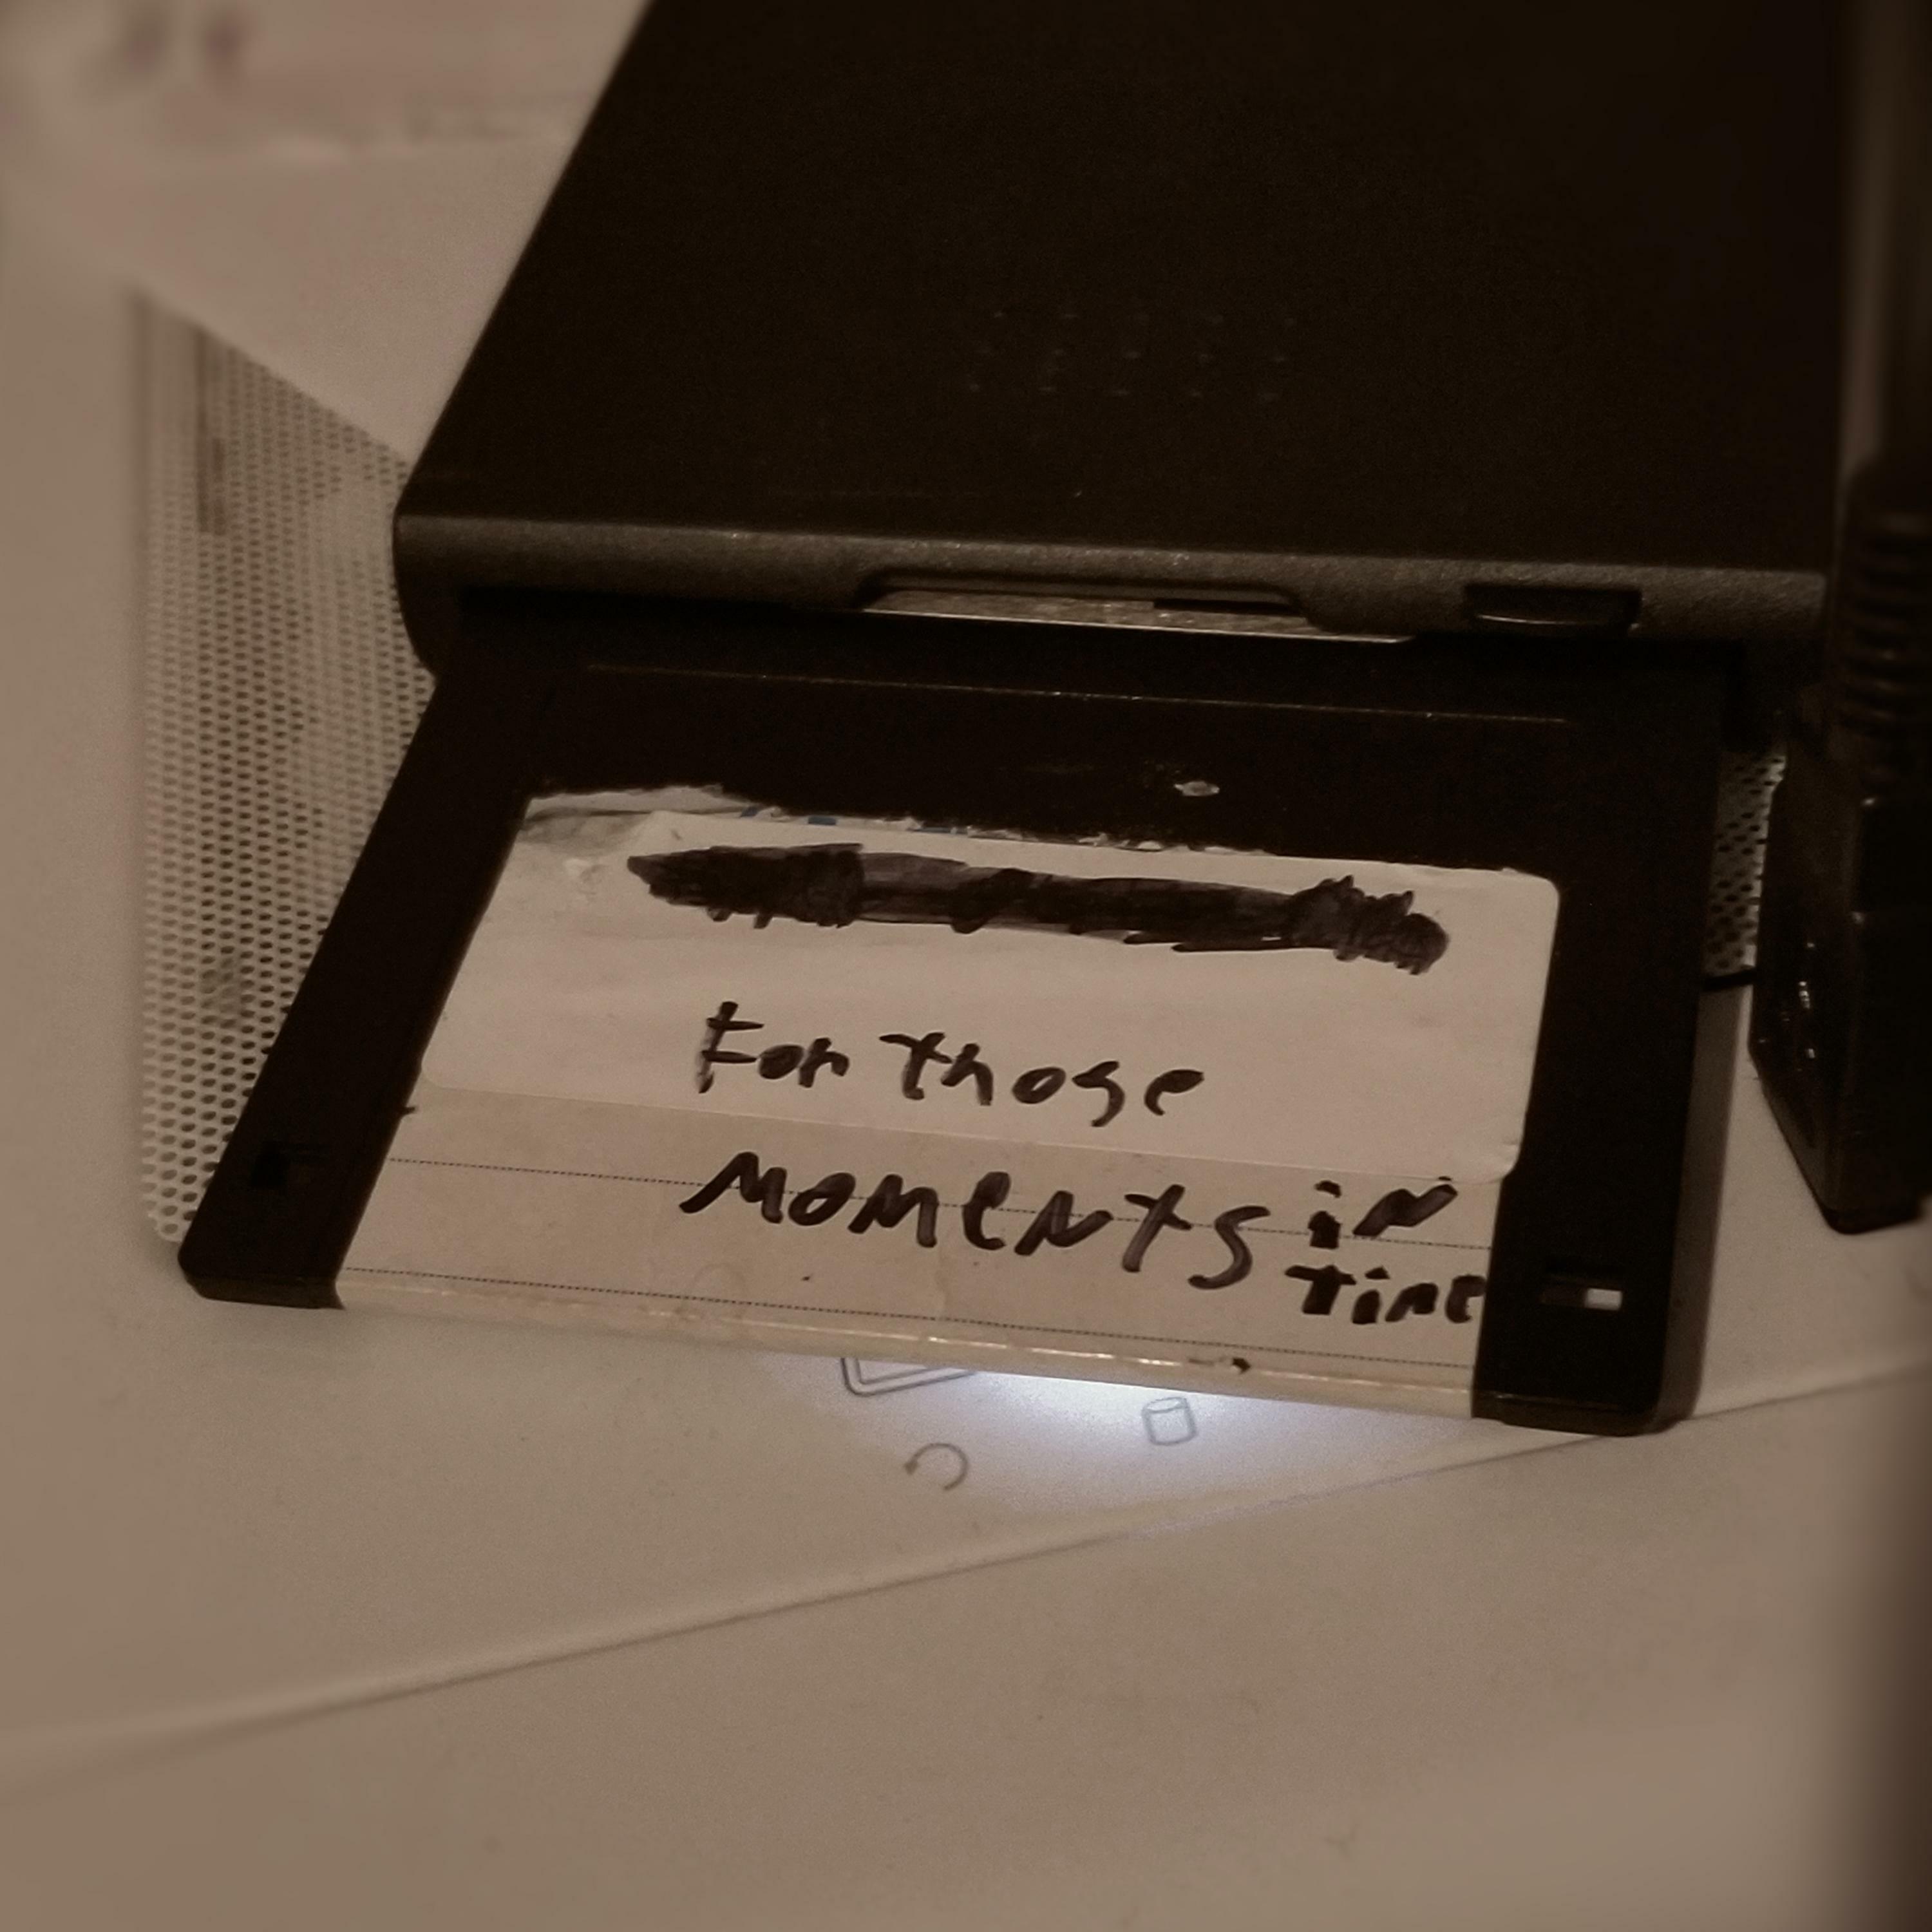 For those
Moments in
time